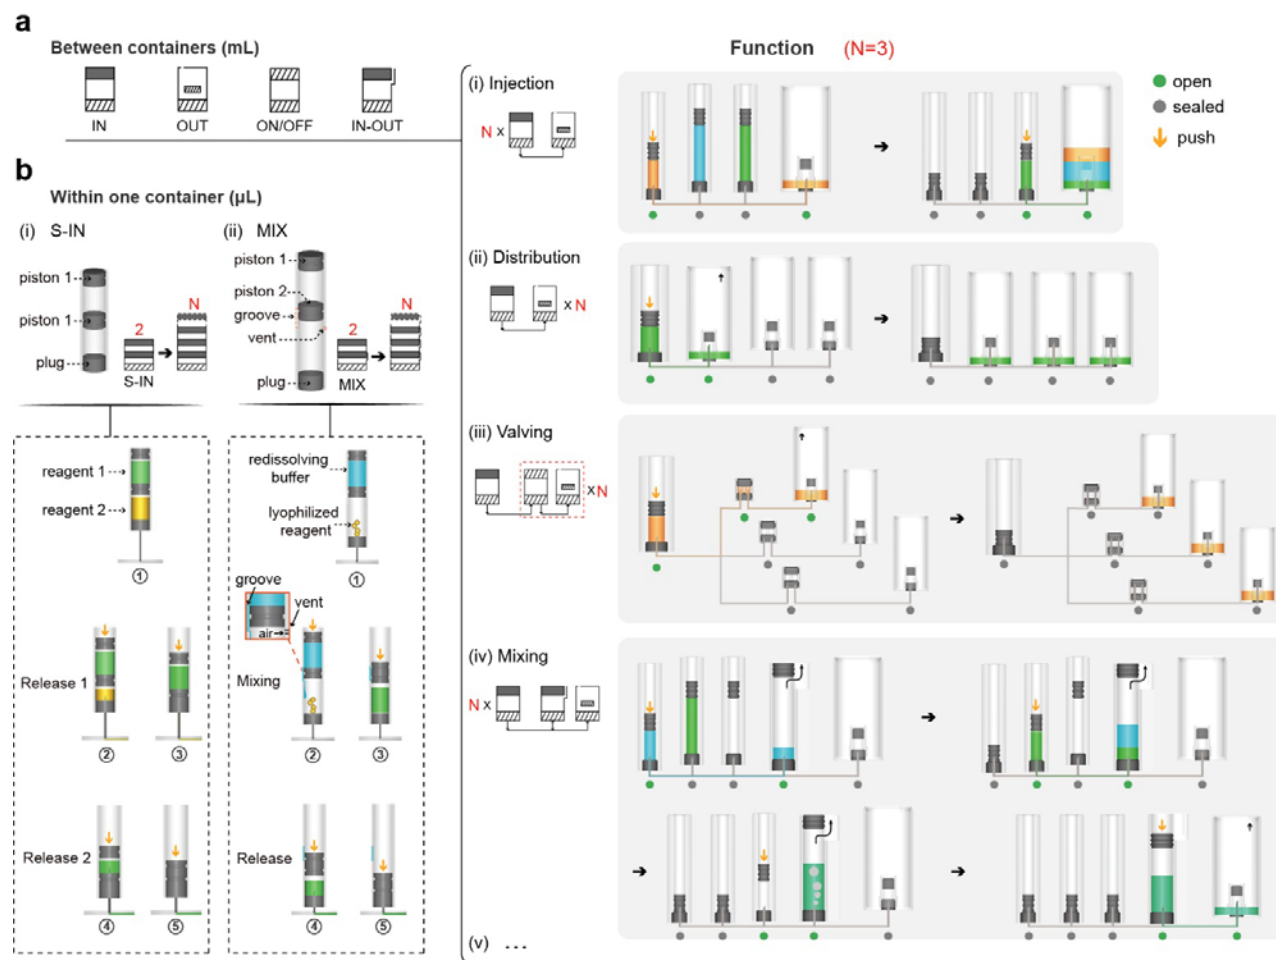 a
Between containers (mL)
IN
OUT
ON/OFF
IN-OUT
b
Within one container (µL)
(i) S-IN
piston 1
piston 1
plug
2
N
S-IN
(ii) MIX
piston 1
piston 2
groove
vent
plug
2
N
MIX
reagent 1
reagent 2
①
Release 1
②
③
Release 2
④
⑤
redissolving
buffer
lyophilized
reagent
①
groove
vent
air
Mixing
②
③
Release
④
⑤
Function (N=3)
open
sealed
push
(i) Injection
N x
(ii) Distribution
x N
(iii) Valving
x N
(iv) Mixing
N x
(v) ...